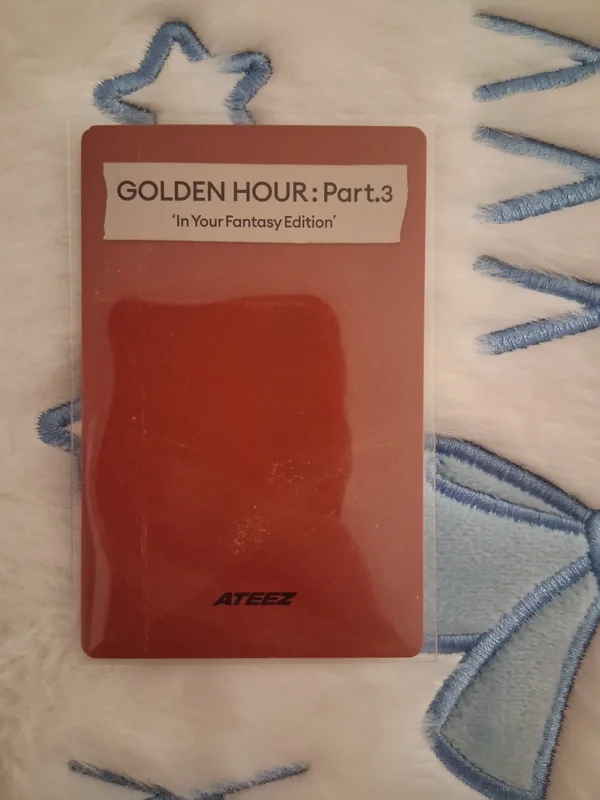 GOLDEN HOUR : Part.3
‘In Your Fantasy Edition’
ATEEZ